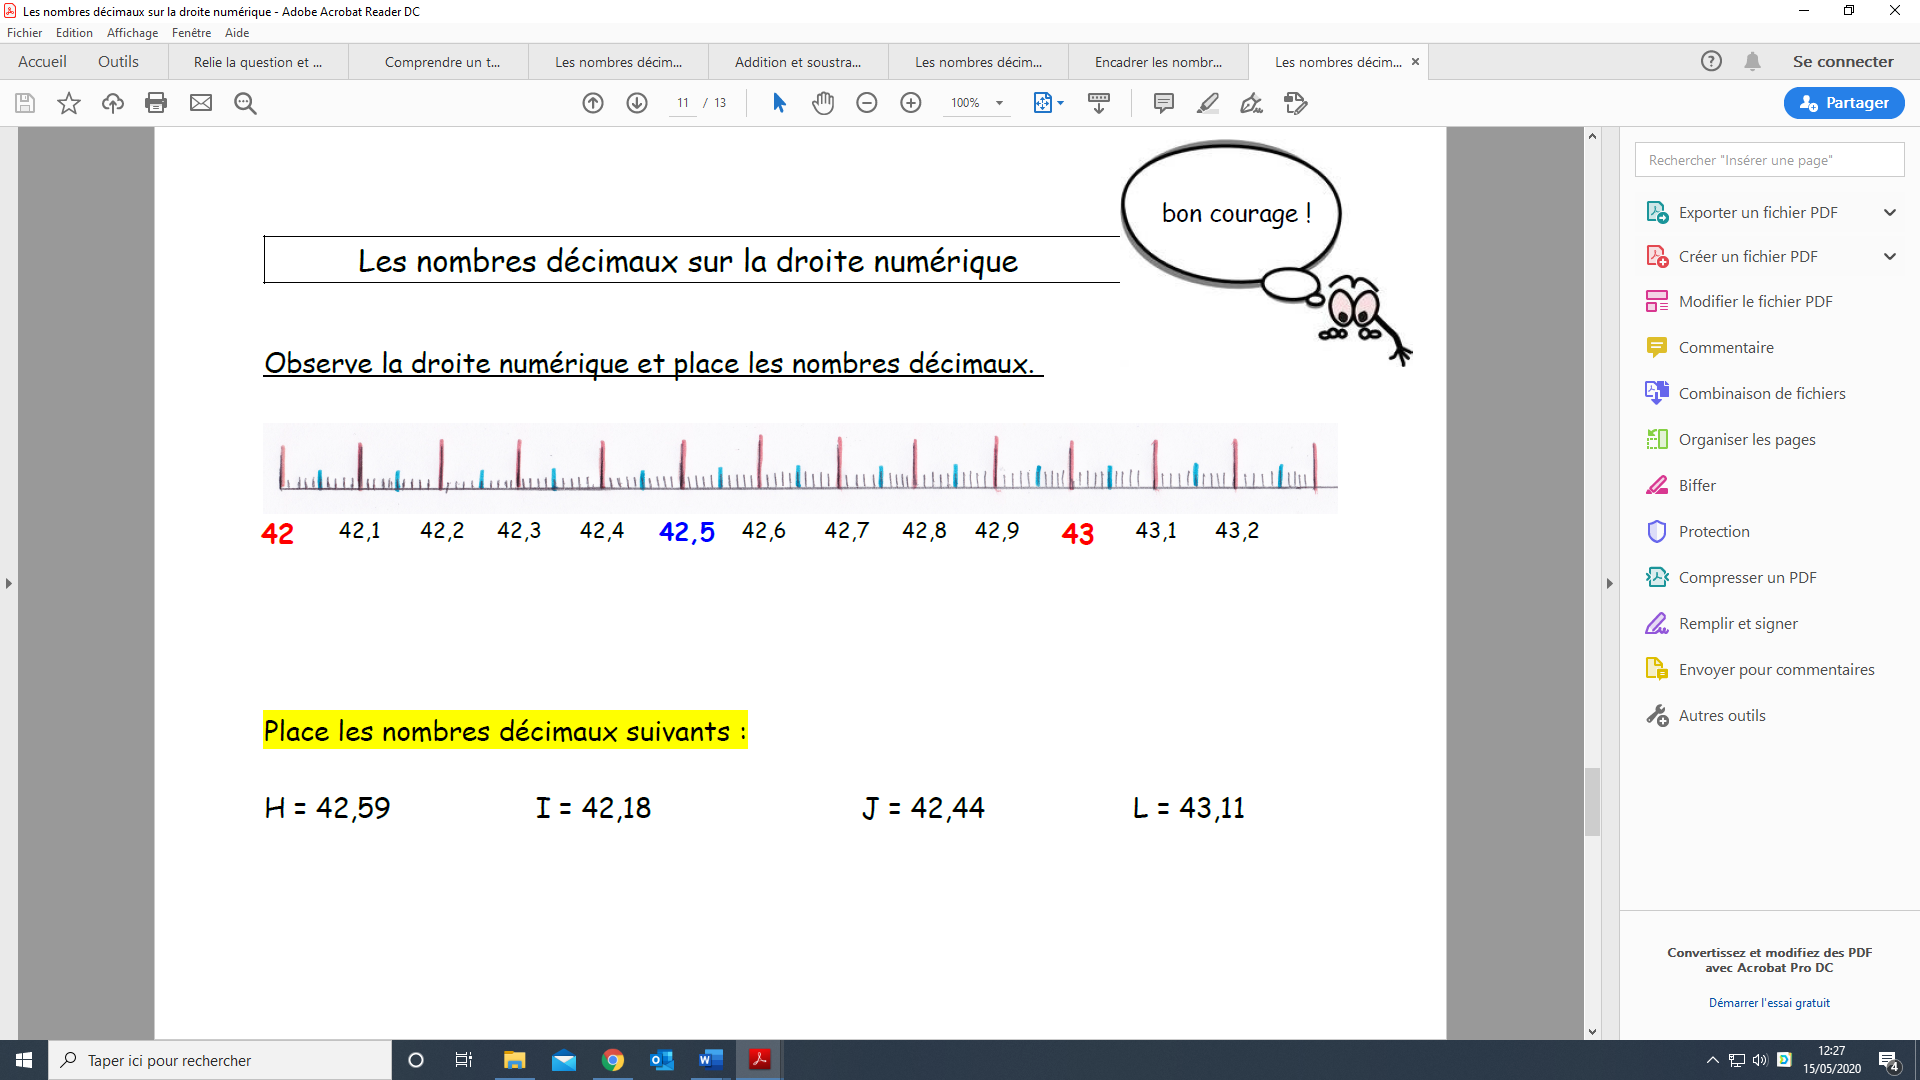 Les nombres décimaux sur la droite numérique - Adobe Acrobat Reader DC
Fichier Edition Affichage Fenêtre Aide
Accueil Outils Relie la question et ... Comprendre un t... Les nombres décim... Addition et soustra... Les nombres décim... Encadrer les nombr... Les nombres décim... × Se connecter
11 / 13 100% Partager
bon courage !
Les nombres décimaux sur la droite numérique
Observe la droite numérique et place les nombres décimaux.
42 42,1 42,2 42,3 42,4 42,5 42,6 42,7 42,8 42,9 43 43,1 43,2
Place les nombres décimaux suivants :
H = 42,59 I = 42,18 J = 42,44 L = 43,11
Rechercher "Insérer une page"
Exporter un fichier PDF
Créer un fichier PDF
Modifier le fichier PDF
Commentaire
Combinaison de fichiers
Organiser les pages
Biffer
Protection
Compresser un PDF
Remplir et signer
Envoyer pour commentaires
Autres outils
Convertissez et modifiez des PDF
avec Acrobat Pro DC
Démarrer l'essai gratuit
Taper ici pour rechercher
12:27
15/05/2020
4